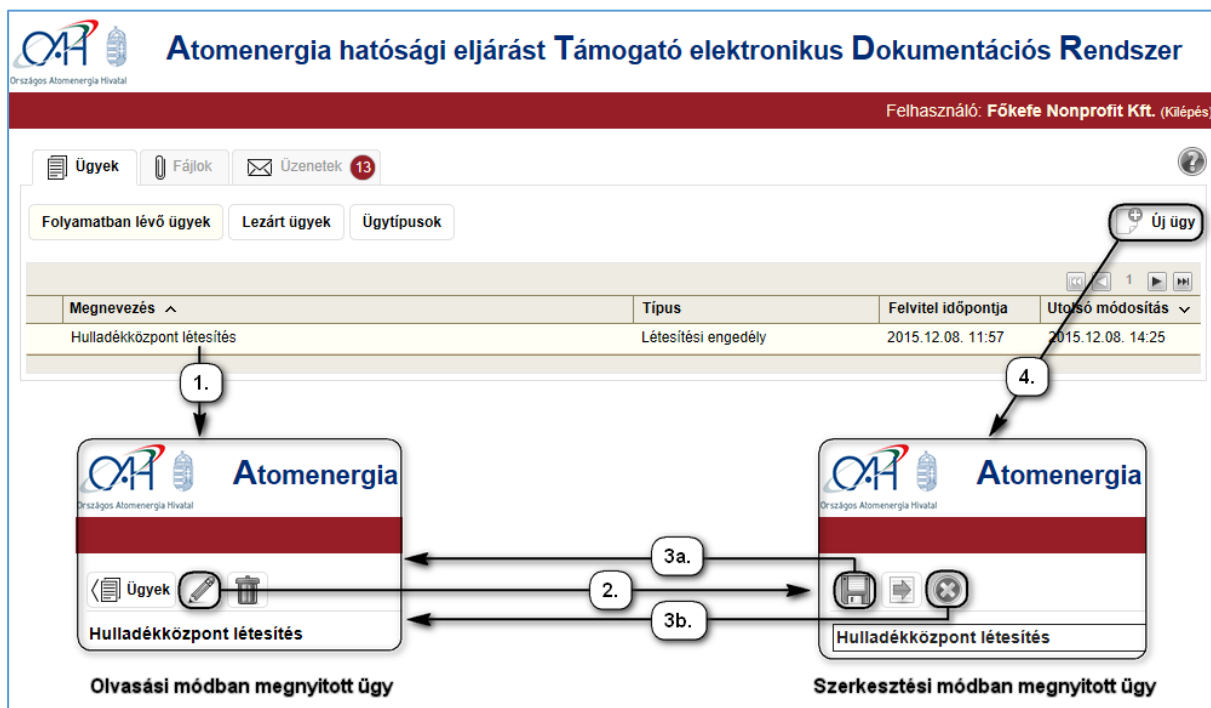 OAH
Országos Atomenergia Hivatal
Atomenergia hatósági eljárást Támogató elektronikus Dokumentációs Rendszer
Felhasználó: Főkefe Nonprofit Kft. (Kilépés)
Ügyek Fájlok Üzenetek 13 ?
Folyamatban lévő ügyek Lezárt ügyek Ügytípusok Új ügy
1
Megnevezés Típus Felvitel időpontja Utolsó módosítás
Hulladékközpont létesítés Létesítési engedély 2015.12.08. 11:57 2015.12.08. 14:25
1. 4.
OAH Atomenergia
Országos Atomenergia Hivatal
OAH Atomenergia
Országos Atomenergia Hivatal
3a.
Ügyek
2.
3b.
Hulladékközpont létesítés
Hulladékközpont létesítés
Olvasási módban megnyitott ügy
Szerkesztési módban megnyitott ügy